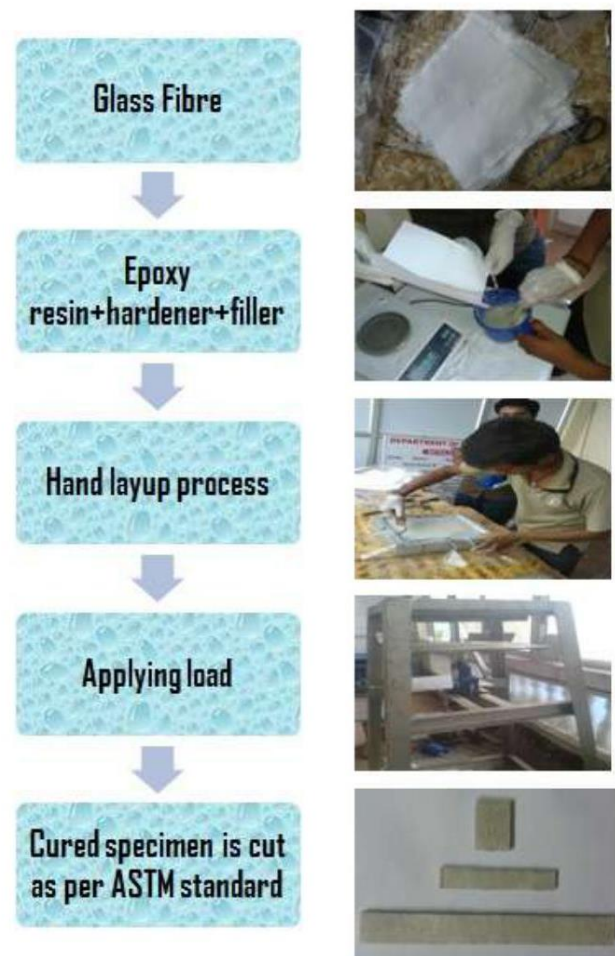 Glass Fibre
Epoxy
resin+hardener+filler
Hand layup process
DEPARTMENT
Applying load
Cured specimen is cut
as per ASTM standard